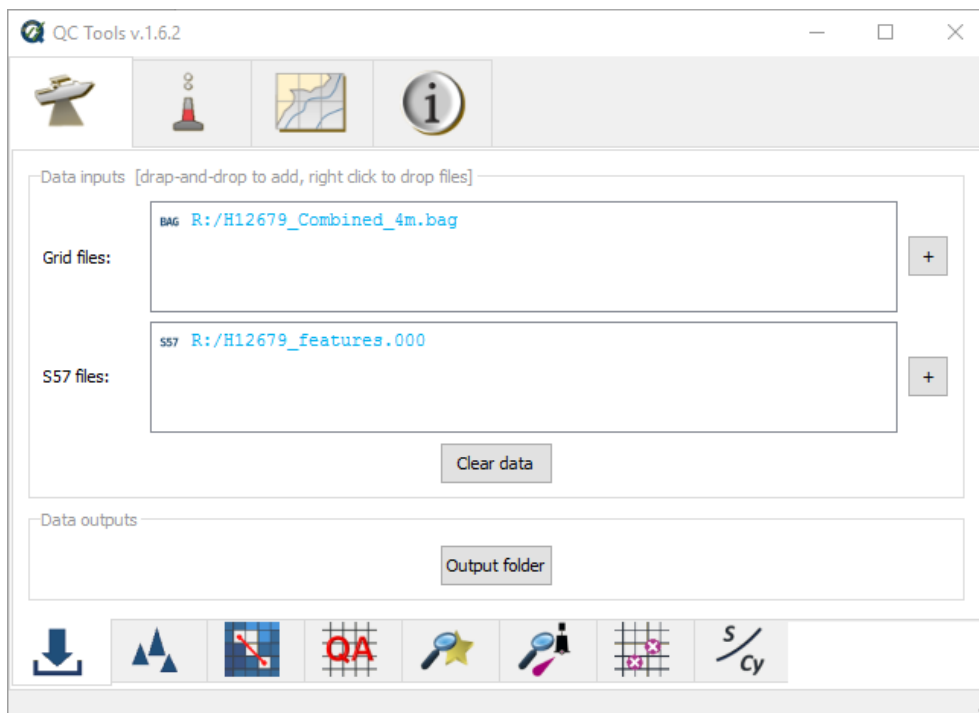 QC Tools v.1.6.2
i
Data inputs [drap-and-drop to add, right click to drop files]
Grid files:
BAG R:/H12679_Combined_4m.bag
+
S57 files:
S57 R:/H12679_features.000
+
Clear data
Data outputs
Output folder
QA
S/Cy